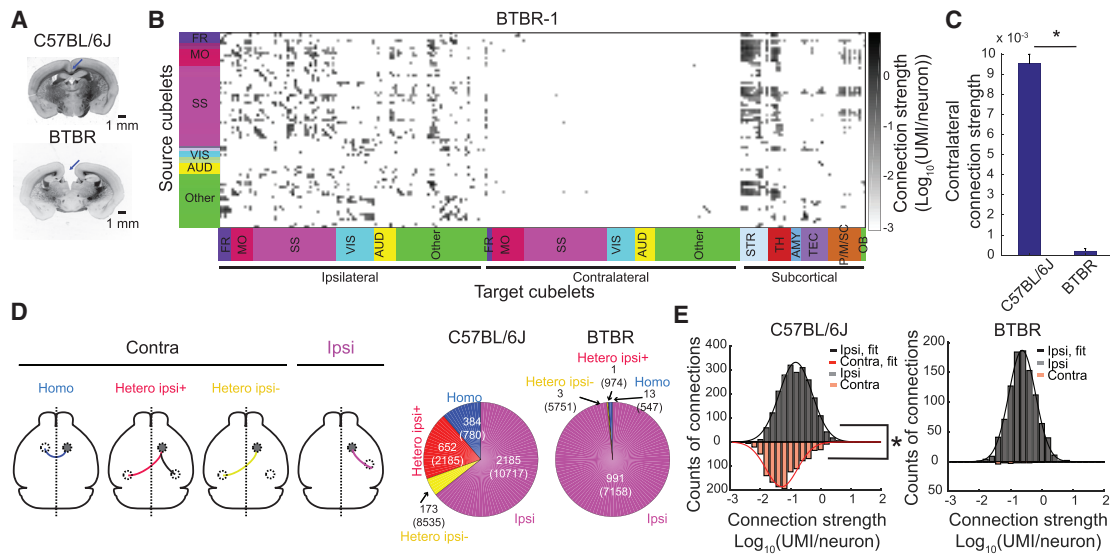 A
C57BL/6J
1 mm
BTBR
1 mm
B
BTBR-1
Source cubelets
FR
MO
SS
VIS
AUD
Other
FR
MO
SS
VIS
AUD
Other
FR
MO
SS
VIS
AUD
Other
STR
TH
AMY
TEC
P/M/SC
OB
Ipsilateral
Contralateral
Subcortical
Target cubelets
0
-1
-2
-3
Connection strength
(Log10(UMI/neuron))
C
× 10-3
*
10
9
8
7
6
5
4
3
2
1
0
Contralateral
connection strength
C57BL/6J
BTBR
D
Contra
Ipsi
Homo
Hetero ipsi+
Hetero ipsi-
C57BL/6J
Homo
384
(780)
Hetero ipsi+
652
(2185)
2185
(10717)
173
(8535)
Hetero ipsi-
Ipsi
BTBR
Hetero ipsi+
1
(974)
Hetero ipsi-
3
(5751)
Homo
13
(547)
991
(7158)
Ipsi
E
C57BL/6J
Counts of connections
400
300
200
100
0
100
200
-3
-2
-1
0
1
2
Ipsi, fit
Contra, fit
Ipsi
Contra
*
Connection strength
Log10(UMI/neuron)
BTBR
Counts of connections
200
150
100
50
0
50
-3
-2
-1
0
1
2
Ipsi, fit
Ipsi
Contra
Connection strength
Log10(UMI/neuron)